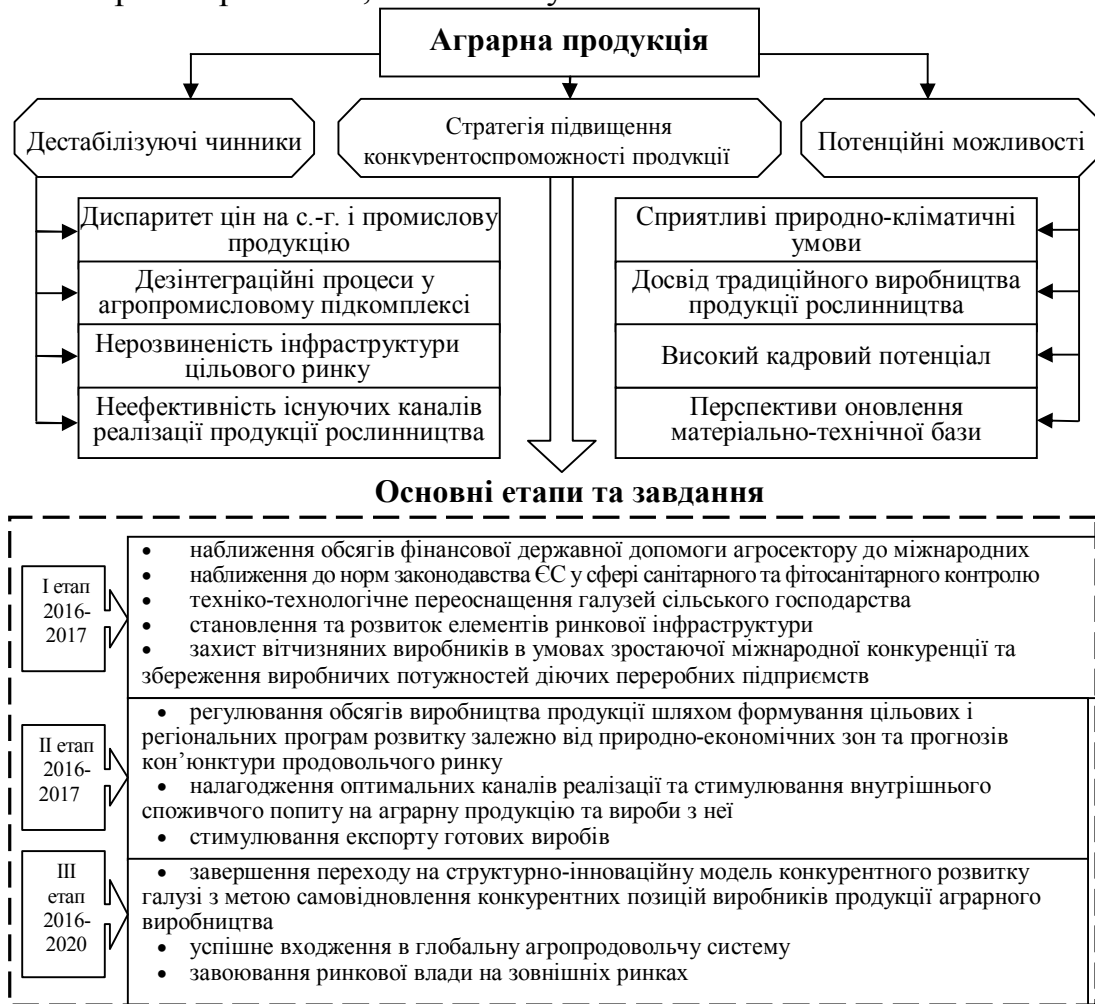 Аграрна продукція
Дестабілізуючі чинники
Стратегія підвищення
конкурентоспроможності продукції
Потенційні можливості
Диспаритет цін на с.-г. і промислову
продукцію
Дезінтеграційні процеси у
агропромисловому підкомплексі
Нерозвиненість інфраструктури
цільового ринку
Неефективність існуючих каналів
реалізації продукції рослинництва
Сприятливі природно-кліматичні
умови
Досвід традиційного виробництва
продукції рослинництва
Високий кадровий потенціал
Перспективи оновлення
матеріально-технічної бази
Основні етапи та завдання
І етап
2016-
2017
• наближення обсягів фінансової державної допомоги агросектору до міжнародних
• наближення до норм законодавства ЄС у сфері санітарного та фітосанітарного контролю
• техніко-технологічне переоснащення галузей сільського господарства
• становлення та розвиток елементів ринкової інфраструктури
• захист вітчизняних виробників в умовах зростаючої міжнародної конкуренції та
збереження виробничих потужностей діючих переробних підприємств
ІІ етап
2016-
2017
• регулювання обсягів виробництва продукції шляхом формування цільових і
регіональних програм розвитку залежно від природно-економічних зон та прогнозів
кон’юнктури продовольчого ринку
• налагодження оптимальних каналів реалізації та стимулювання внутрішнього
споживчого попиту на аграрну продукцію та вироби з неї
• стимулювання експорту готових виробів
ІІІ
етап
2016-
2020
• завершення переходу на структурно-інноваційну модель конкурентного розвитку
галузі з метою самовідновлення конкурентних позицій виробників продукції аграрного
виробництва
• успішне входження в глобальну агропродовольчу систему
• завоювання ринкової влади на зовнішніх ринках